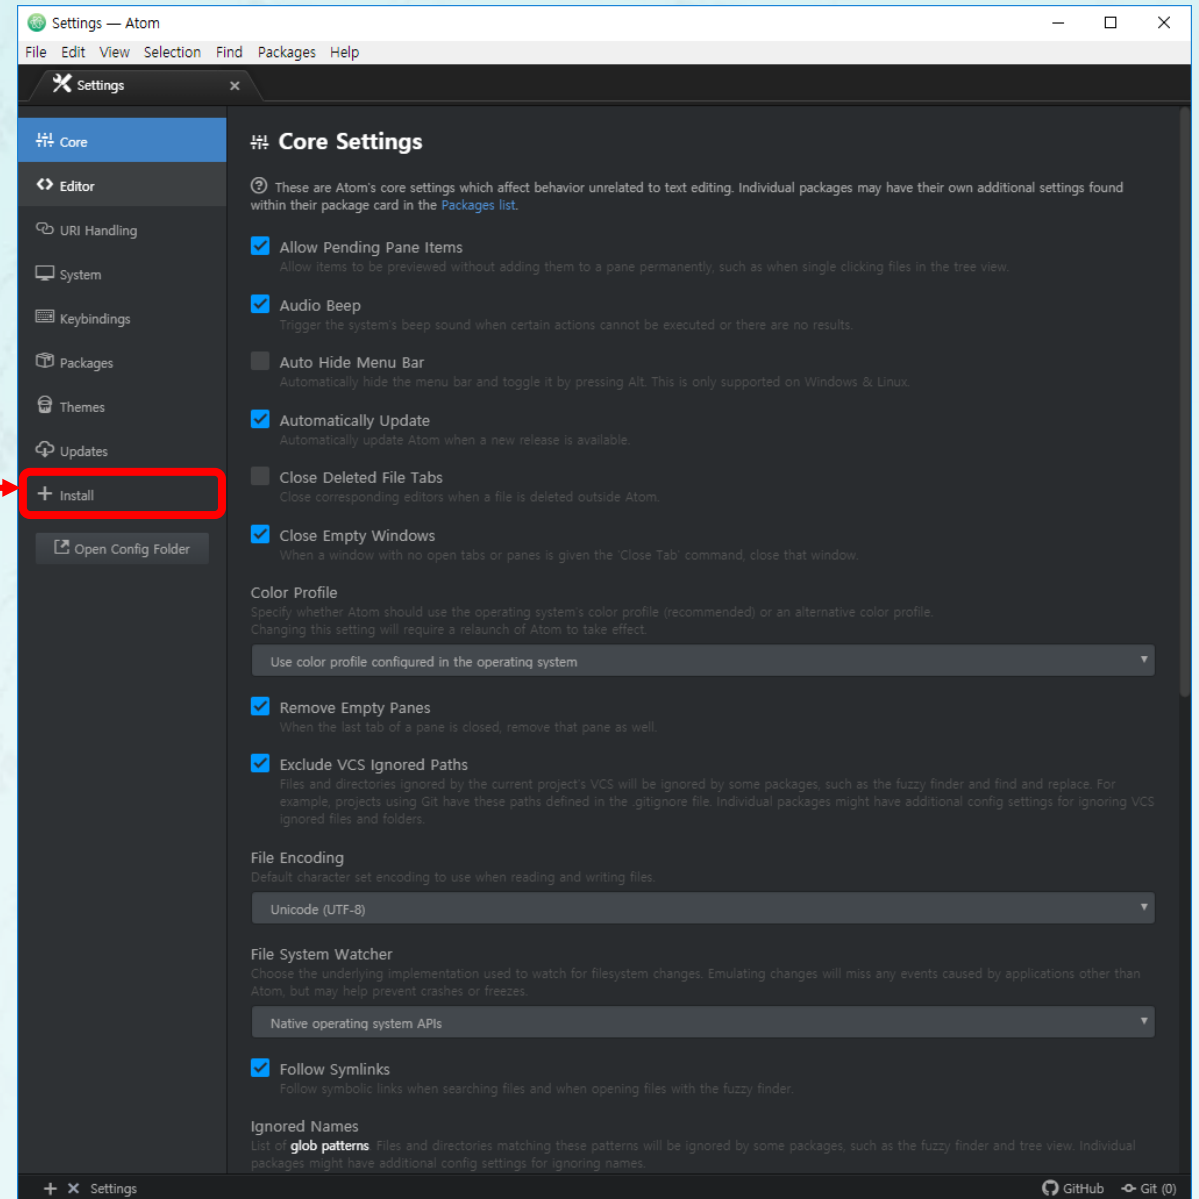 Settings — Atom
File Edit View Selection Find Packages Help
Settings
Core
Editor
URI Handling
System
Keybindings
Packages
Themes
Updates
Install
Open Config Folder
Core Settings
These are Atom's core settings which affect behavior unrelated to text editing. Individual packages may have their own additional settings found
within their package card in the Packages list.
Allow Pending Pane Items
Allow items to be previewed without adding them to a pane permanently, such as when single clicking files in the tree view.
Audio Beep
Trigger the system's beep sound when certain actions cannot be executed or there are no results.
Auto Hide Menu Bar
Automatically hide the menu bar and toggle it by pressing Alt. This is only supported on Windows & Linux.
Automatically Update
Automatically update Atom when a new release is available.
Close Deleted File Tabs
Close corresponding editors when a file is deleted outside Atom.
Close Empty Windows
When a window with no open tabs or panes is given the 'Close Tab' command, close that window.
Color Profile
Specify whether Atom should use the operating system's color profile (recommended) or an alternative color profile.
Changing this setting will require a relaunch of Atom to take effect.
Use color profile configured in the operating system
Remove Empty Panes
When the last tab of a pane is closed, remove that pane as well.
Exclude VCS Ignored Paths
Files and directories ignored by the current project's VCS will be ignored by some packages, such as the fuzzy finder and find and replace. For
example, projects using Git have these paths defined in the .gitignore file. Individual packages might have additional config settings for ignoring VCS
ignored files and folders.
File Encoding
Default character set encoding to use when reading and writing files.
Unicode (UTF-8)
File System Watcher
Choose the underlying implementation used to watch for filesystem changes. Emulating changes will miss any events caused by applications other than
Atom, but may help prevent crashes or freezes.
Native operating system APIs
Follow Symlinks
Follow symbolic links when searching files and when opening files with the fuzzy finder.
Ignored Names
List of glob patterns. Files and directories matching these patterns will be ignored by some packages, such as the fuzzy finder and tree view. Individual
packages might have additional config settings for ignoring names.
Settings
GitHub Git (0)